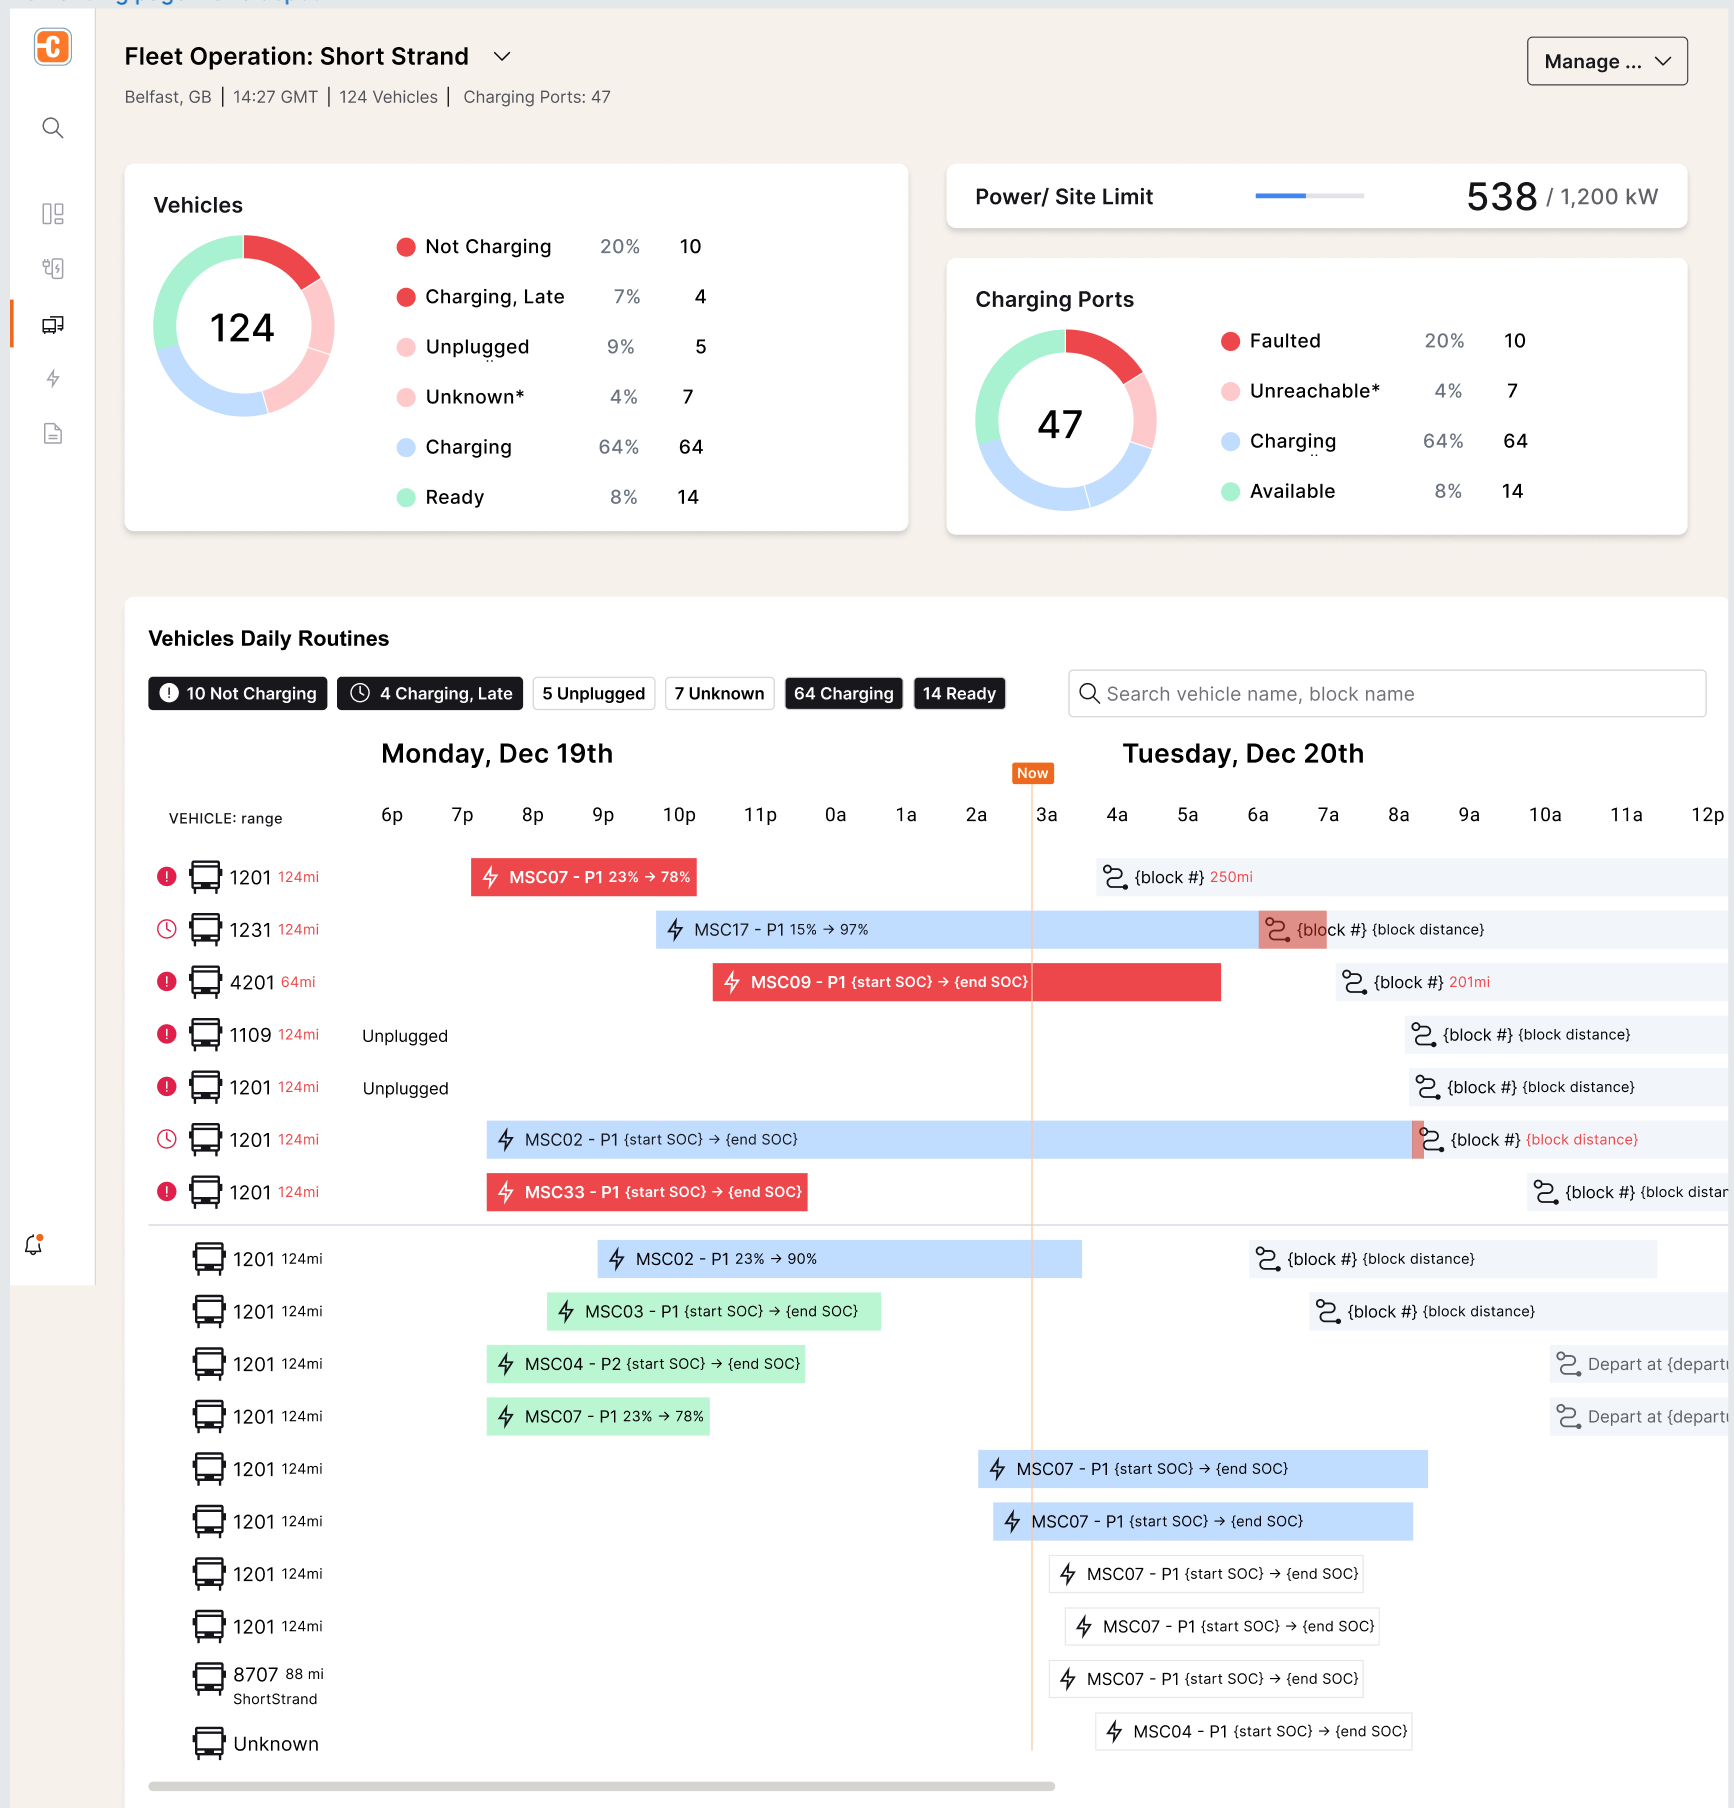 Fleet Operation: Short Strand
Manage ...
Belfast, GB | 14:27 GMT | 124 Vehicles | Charging Ports: 47
Vehicles
124
Not Charging 20% 10
Charging, Late 7% 4
Unplugged 9% 5
Unknown* 4% 7
Charging 64% 64
Ready 8% 14
Power/ Site Limit 538 / 1,200 kW
Charging Ports
47
Faulted 20% 10
Unreachable* 4% 7
Charging 64% 64
Available 8% 14
Vehicles Daily Routines
10 Not Charging 4 Charging, Late 5 Unplugged 7 Unknown 64 Charging 14 Ready Search vehicle name, block name
Monday, Dec 19th Tuesday, Dec 20th
Now
VEHICLE: range 6p 7p 8p 9p 10p 11p 0a 1a 2a 3a 4a 5a 6a 7a 8a 9a 10a 11a 12p
1201 124mi MSC07 - P1 23% → 78% {block #} 250mi
1231 124mi MSC17 - P1 15% → 97% {block #} {block distance}
4201 64mi MSC09 - P1 {start SOC} → {end SOC} {block #} 201mi
1109 124mi Unplugged {block #} {block distance}
1201 124mi Unplugged {block #} {block distance}
1201 124mi MSC02 - P1 {start SOC} → {end SOC} {block #} {block distance}
1201 124mi MSC33 - P1 {start SOC} → {end SOC} {block #} {block distan
1201 124mi MSC02 - P1 23% → 90% {block #} {block distance}
1201 124mi MSC03 - P1 {start SOC} → {end SOC} {block #} {block distance}
1201 124mi MSC04 - P2 {start SOC} → {end SOC} Depart at {departu
1201 124mi MSC07 - P1 23% → 78% Depart at {departu
1201 124mi MSC07 - P1 {start SOC} → {end SOC}
1201 124mi MSC07 - P1 {start SOC} → {end SOC}
1201 124mi MSC07 - P1 {start SOC} → {end SOC}
1201 124mi MSC07 - P1 {start SOC} → {end SOC}
8707 88 mi MSC07 - P1 {start SOC} → {end SOC}
ShortStrand
Unknown MSC04 - P1 {start SOC} → {end SOC}